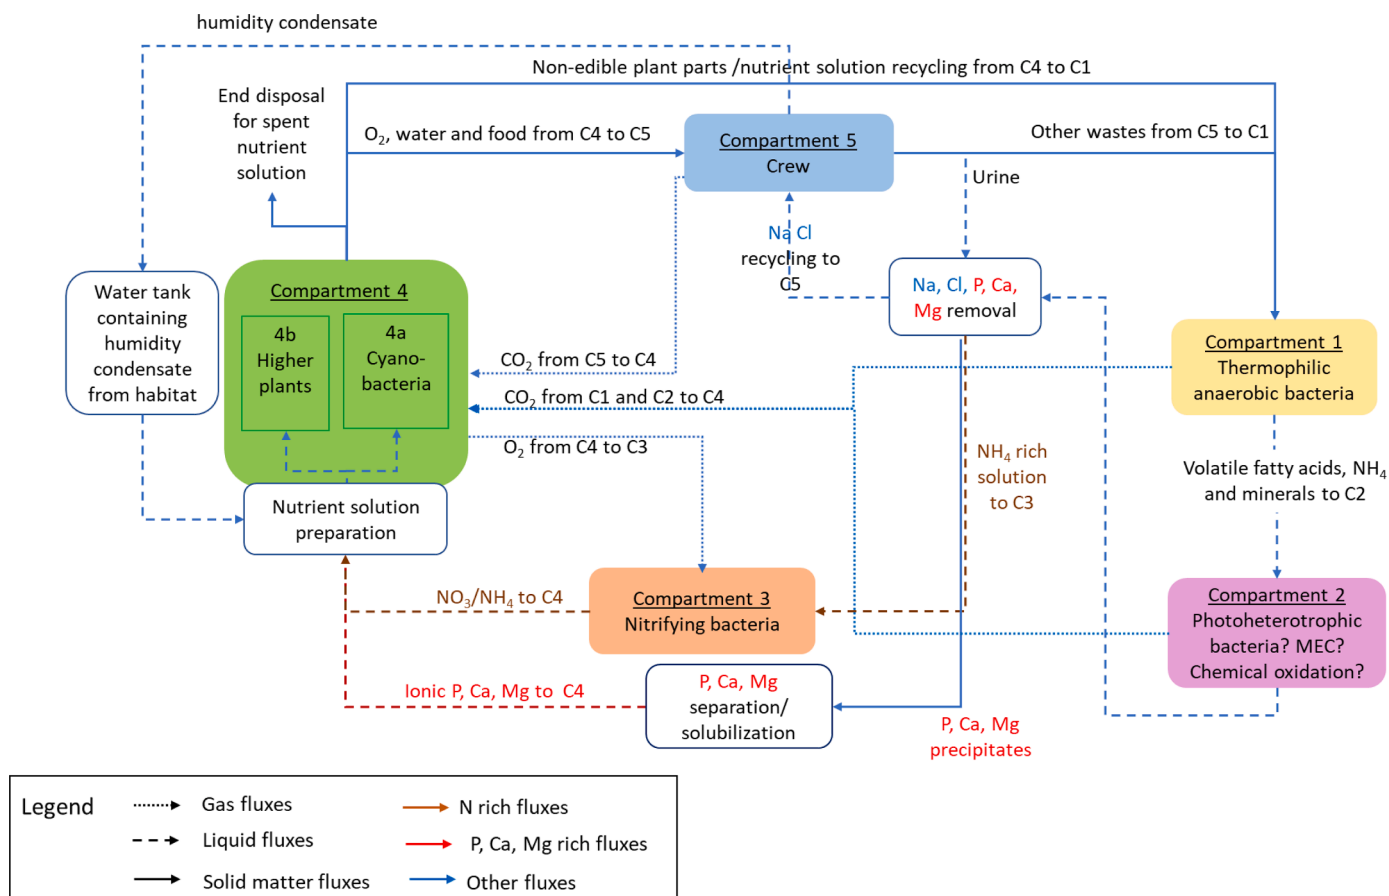 humidity condensate
Non-edible plant parts /nutrient solution recycling from C4 to C1
End disposal
for spent
nutrient
solution
O2, water and food from C4 to C5
Compartment 5
Crew
Other wastes from C5 to C1
Urine
Na Cl
recycling to
C5
Na, Cl, P, Ca,
Mg removal
Water tank
containing
humidity
condensate
from habitat
Compartment 4
4b
Higher
plants
4a
Cyano-
bacteria
CO2 from C5 to C4
CO2 from C1 and C2 to C4
O2 from C4 to C3
Compartment 1
Thermophilic
anaerobic bacteria
NH4 rich
solution
to C3
Volatile fatty acids, NH4
and minerals to C2
Nutrient solution
preparation
NO3/NH4 to C4
Compartment 3
Nitrifying bacteria
Compartment 2
Photoheterotrophic
bacteria? MEC?
Chemical oxidation?
Ionic P, Ca, Mg to C4
P, Ca, Mg
separation/
solubilization
P, Ca, Mg
precipitates
Legend
Gas fluxes
Liquid fluxes
Solid matter fluxes
N rich fluxes
P, Ca, Mg rich fluxes
Other fluxes